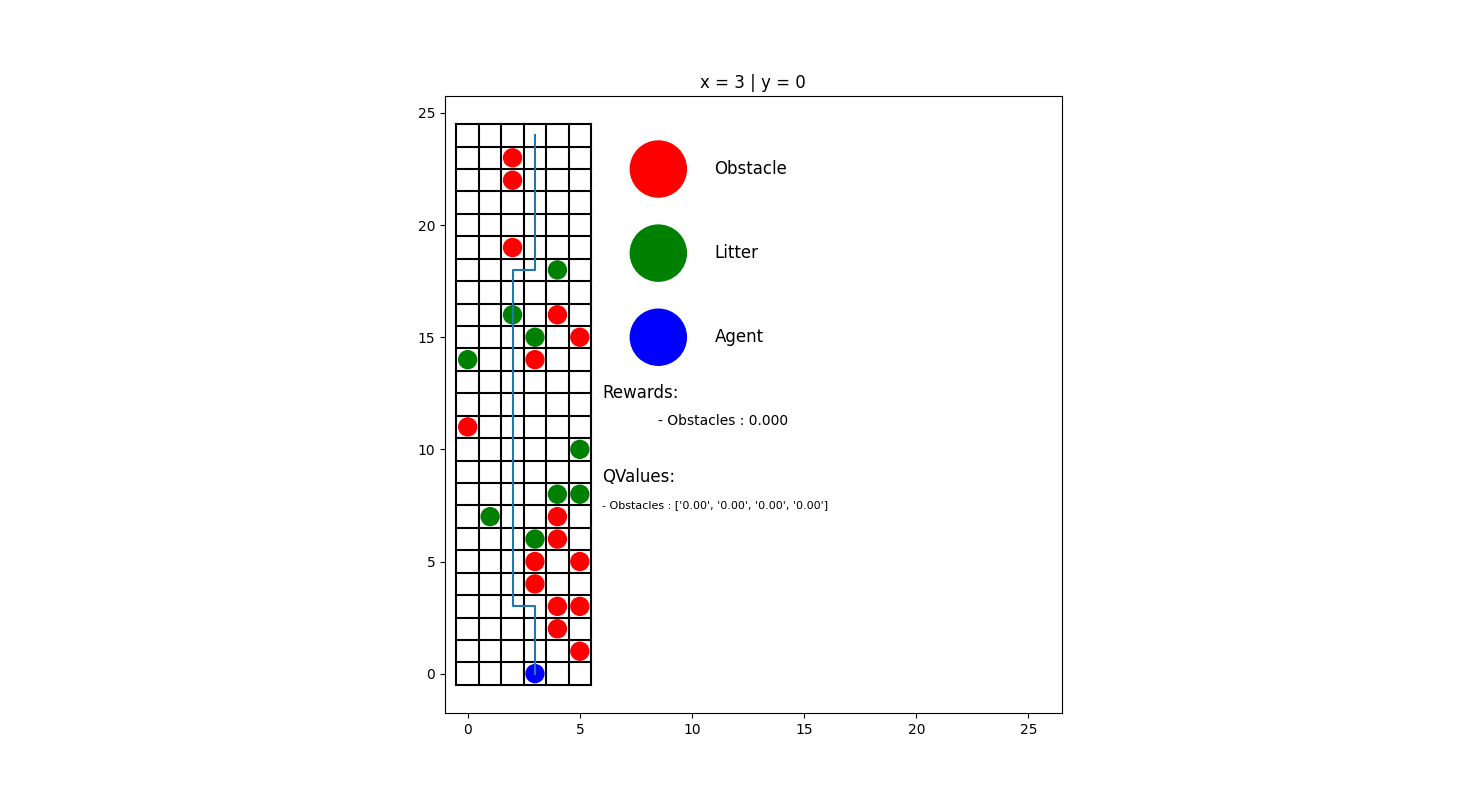 x = 3 | y = 0
25
20
15
10
5
0
Obstacle
Litter
Agent
Rewards:
- Obstacles : 0.000
QValues:
- Obstacles : ['0.00', '0.00', '0.00', '0.00']
0 5 10 15 20 25